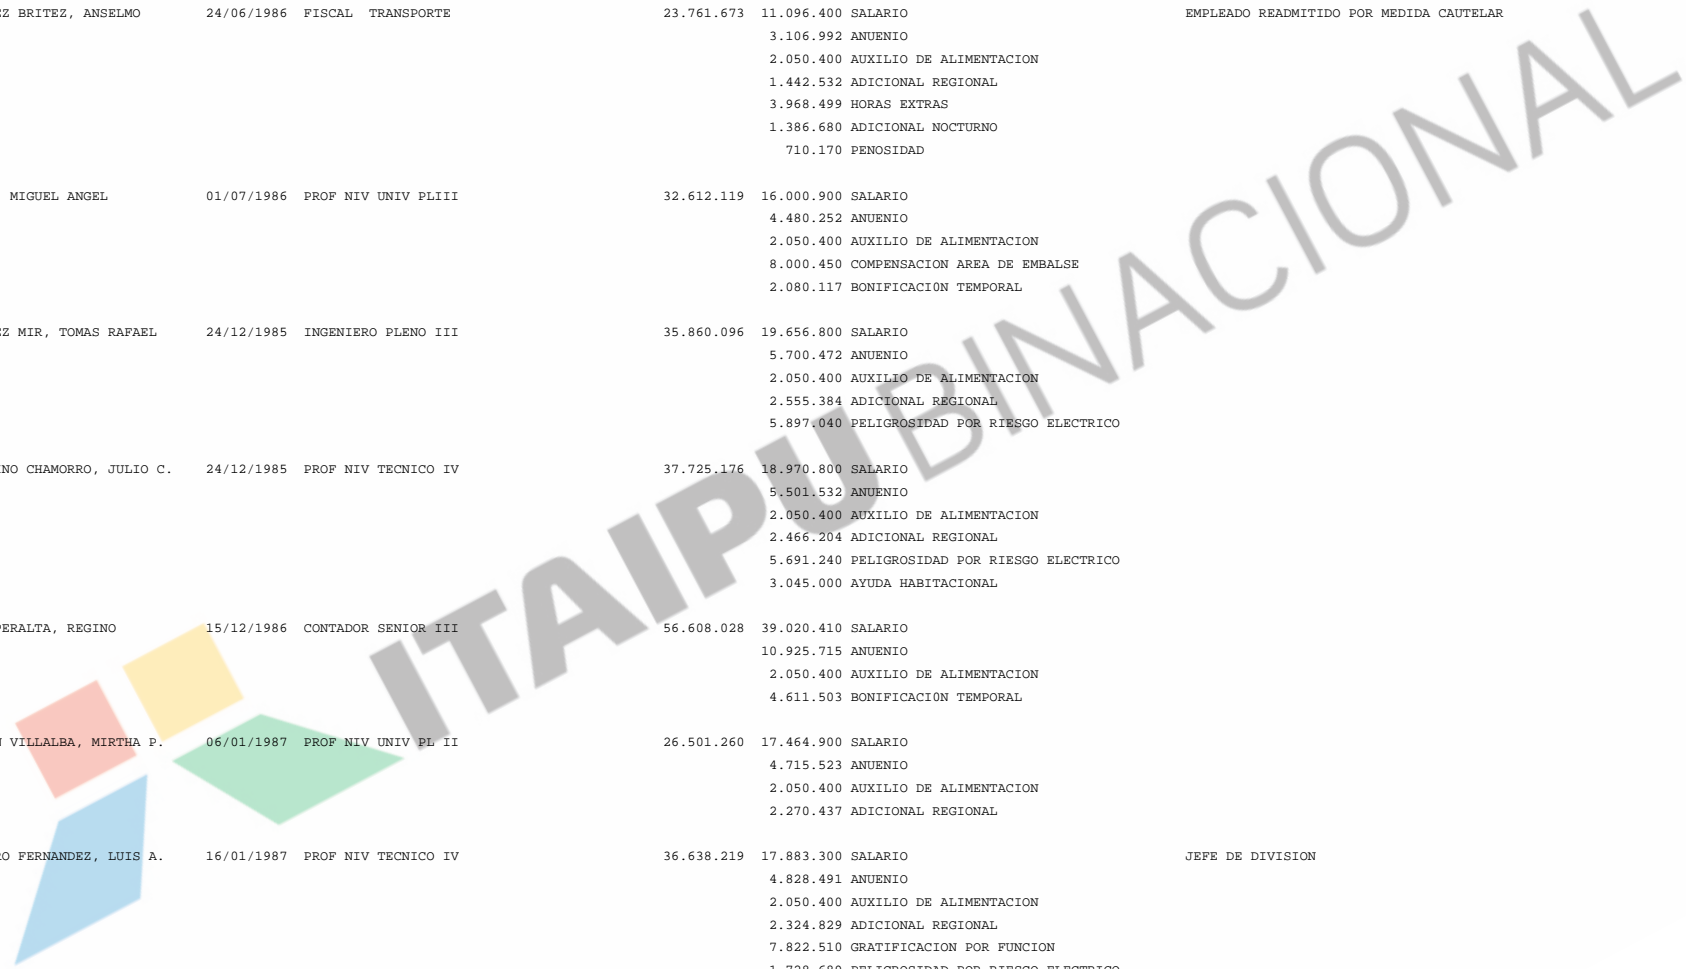 EZ BRITEZ, ANSELMO 24/06/1986 FISCAL TRANSPORTE 23.761.673 11.096.400 SALARIO EMPLEADO READMITIDO POR MEDIDA CAUTELAR
3.106.992 ANUENIO
2.050.400 AUXILIO DE ALIMENTACION
1.442.532 ADICIONAL REGIONAL
3.968.499 HORAS EXTRAS
1.386.680 ADICIONAL NOCTURNO
710.170 PENOSIDAD
MIGUEL ANGEL 01/07/1986 PROF NIV UNIV PLIII 32.612.119 16.000.900 SALARIO
4.480.252 ANUENIO
2.050.400 AUXILIO DE ALIMENTACION
8.000.450 COMPENSACION AREA DE EMBALSE
2.080.117 BONIFICACI0N TEMPORAL
EZ MIR, TOMAS RAFAEL 24/12/1985 INGENIERO PLENO III 35.860.096 19.656.800 SALARIO
5.700.472 ANUENIO
2.050.400 AUXILIO DE ALIMENTACION
2.555.384 ADICIONAL REGIONAL
5.897.040 PELIGROSIDAD POR RIESGO ELECTRICO
INO CHAMORRO, JULIO C. 24/12/1985 PROF NIV TECNICO IV 37.725.176 18.970.800 SALARIO
5.501.532 ANUENIO
2.050.400 AUXILIO DE ALIMENTACION
2.466.204 ADICIONAL REGIONAL
5.691.240 PELIGROSIDAD POR RIESGO ELECTRICO
3.045.000 AYUDA HABITACIONAL
PERALTA, REGINO 15/12/1986 CONTADOR SENIOR III 56.608.028 39.020.410 SALARIO
10.925.715 ANUENIO
2.050.400 AUXILIO DE ALIMENTACION
4.611.503 BONIFICACI0N TEMPORAL
VILLALBA, MIRTHA P. 06/01/1987 PROF NIV UNIV PL II 26.501.260 17.464.900 SALARIO
4.715.523 ANUENIO
2.050.400 AUXILIO DE ALIMENTACION
2.270.437 ADICIONAL REGIONAL
RO FERNANDEZ, LUIS A. 16/01/1987 PROF NIV TECNICO IV 36.638.219 17.883.300 SALARIO JEFE DE DIVISION
4.828.491 ANUENIO
2.050.400 AUXILIO DE ALIMENTACION
2.324.829 ADICIONAL REGIONAL
7.822.510 GRATIFICACION POR FUNCION
1.728.689 PELIGROSIDAD POR RIESGO ELECTRICO
ITAIPU BINACIONAL